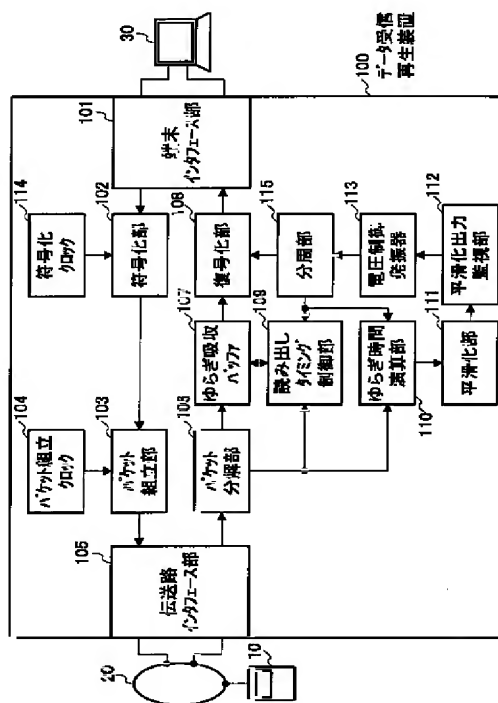 114
符号化
クロック
104
パケット組立
クロック
30
101
端末
インタフェース部
102
符号化部
103
パケット
組立部
105
伝送路
インタフェース部
20
10
108
復号化部
107
ゆらぎ吸収
バッファ
106
パケット
分解部
115
分周部
109
読み出し
タイミング
制御部
113
電圧制御
発振器
ゆらぎ時間
演算部
110
112
平滑化出力
監視部
111
平滑化部
100
データ受信
再生装置